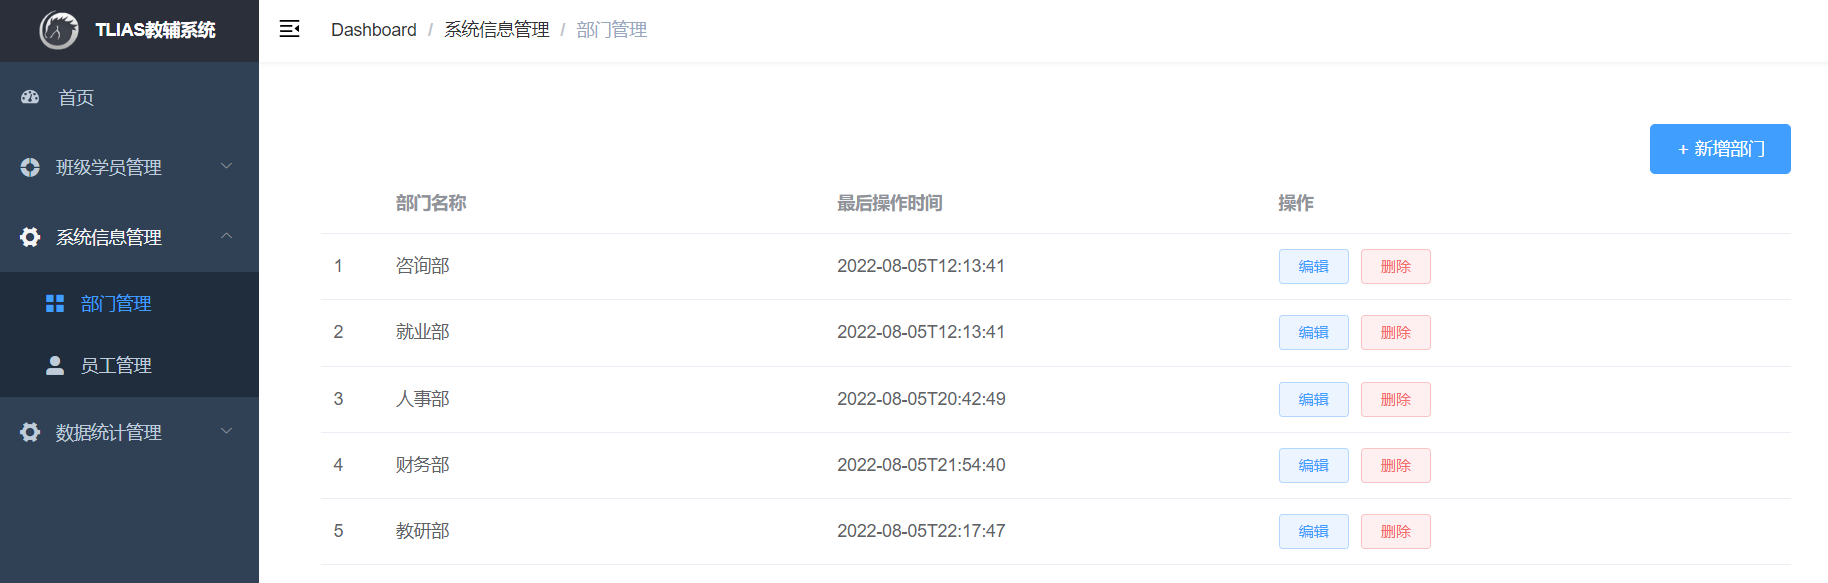 TLIAS教辅系统
Dashboard / 系统信息管理 / 部门管理
首页
班级学员管理
系统信息管理
部门管理
员工管理
数据统计管理
+ 新增部门
部门名称 最后操作时间 操作
1 咨询部 2022-08-05T12:13:41 编辑 删除
2 就业部 2022-08-05T12:13:41 编辑 删除
3 人事部 2022-08-05T20:42:49 编辑 删除
4 财务部 2022-08-05T21:54:40 编辑 删除
5 教研部 2022-08-05T22:17:47 编辑 删除